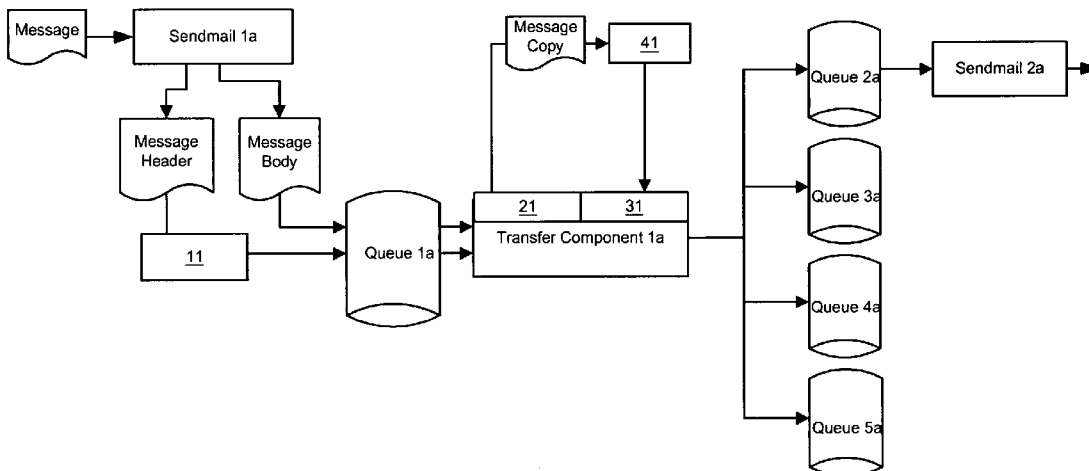 Message
Sendmail 1a
Message
Header
Message
Body
11
Queue 1a
Message
Copy
41
21
31
Transfer Component 1a
Queue 2a
Sendmail 2a
Queue 3a
Queue 4a
Queue 5a